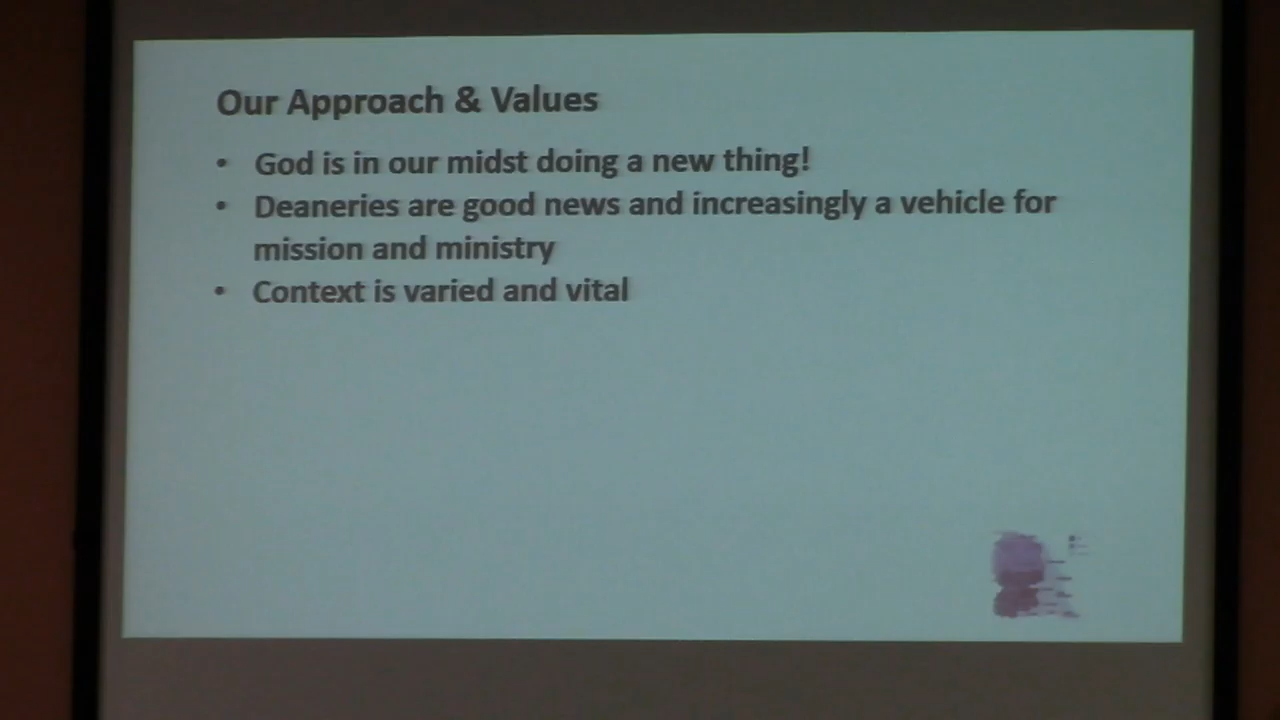 Our Approach & Values
• God is in our midst doing a new thing!
• Deaneries are good news and increasingly a vehicle for
mission and ministry
• Context is varied and vital